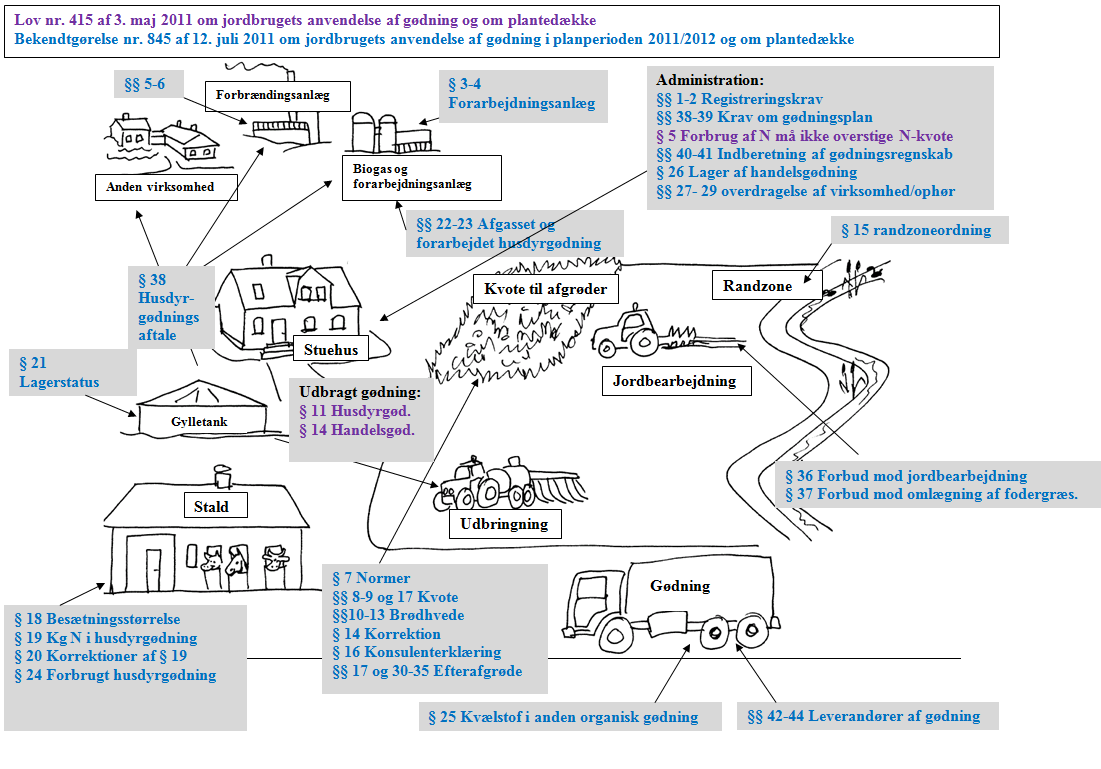 Lov nr. 415 af 3. maj 2011 om jordbrugets anvendelse af gødning og om plantedække
Bekendtgørelse nr. 845 af 12. juli 2011 om jordbrugets anvendelse af gødning i planperioden 2011/2012 og om plantedække
§§ 5-6
Forbrændingsanlæg
§ 3-4
Forarbejdningsanlæg
Administration:
§§ 1-2 Registreringskrav
§§ 38-39 Krav om gødningsplan
§ 5 Forbrug af N må ikke overstige N-kvote
§§ 40-41 Indberetning af gødningsregnskab
§ 26 Lager af handelsgødning
§§ 27- 29 overdragelse af virksomhed/ophør
Anden virksomhed
Biogas og
forarbejdningsanlæg
§§ 22-23 Afgasset og
forarbejdet husdyrgødning
§ 15 randzoneordning
§ 38
Husdyr-
gødnings
aftale
Kvote til afgrøder
Randzone
Stuehus
§ 21
Lagerstatus
Jordbearbejdning
Gylletank
Udbragt gødning:
§ 11 Husdyrgød.
§ 14 Handelsgød.
§ 36 Forbud mod jordbearbejdning
§ 37 Forbud mod omlægning af fodergræs.
Stald
Udbringning
§ 7 Normer
§§ 8-9 og 17 Kvote
§§10-13 Brødhvede
§ 14 Korrektion
§ 16 Konsulenterklæring
§§ 17 og 30-35 Efterafgrøde
Gødning
§ 18 Besætningsstørrelse
§ 19 Kg N i husdyrgødning
§ 20 Korrektioner af § 19
§ 24 Forbrugt husdyrgødning
§ 25 Kvælstof i anden organisk gødning
§§ 42-44 Leverandører af gødning